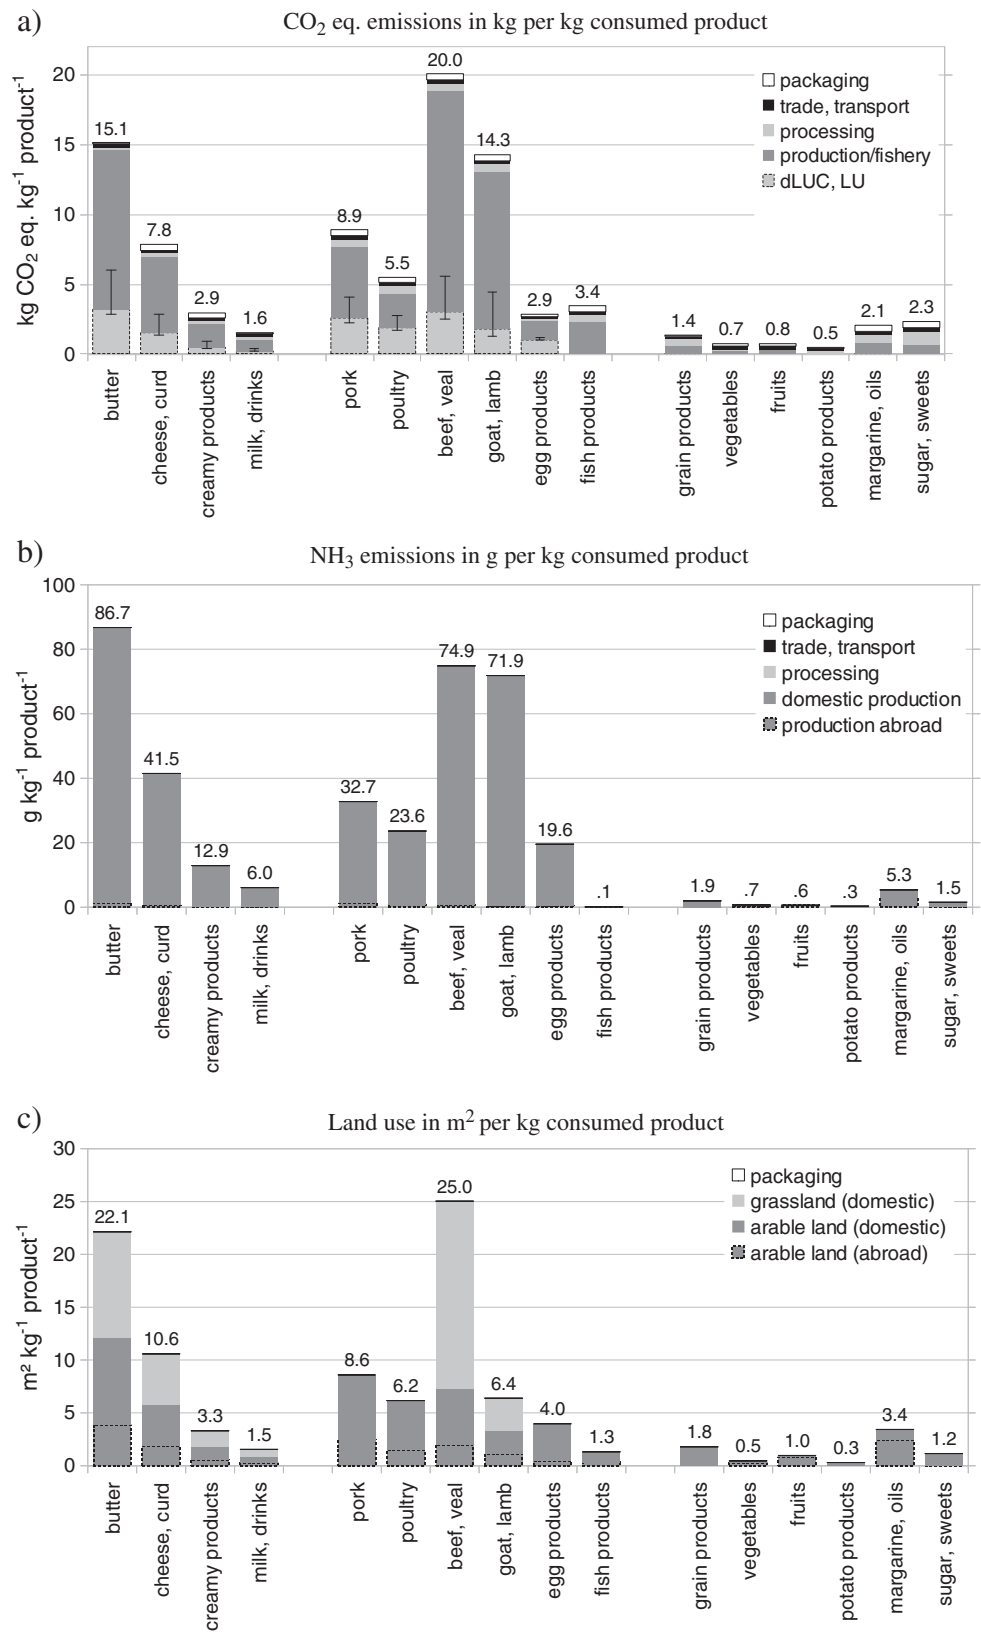 a)
CO2 eq. emissions in kg per kg consumed product
kg CO2 eq. kg-1 product-1
20
15
10
5
0
15.1
7.8
2.9
1.6
8.9
5.5
20.0
14.3
2.9
3.4
1.4
0.7
0.8
0.5
2.1
2.3
packaging
trade, transport
processing
production/fishery
dLUC, LU
butter
cheese, curd
creamy products
milk, drinks
pork
poultry
beef, veal
goat, lamb
egg products
fish products
grain products
vegetables
fruits
potato products
margarine, oils
sugar, sweets
b)
NH3 emissions in g per kg consumed product
g kg-1 product-1
100
80
60
40
20
0
86.7
41.5
12.9
6.0
32.7
23.6
74.9
71.9
19.6
.1
1.9
.7
.6
.3
5.3
1.5
packaging
trade, transport
processing
domestic production
production abroad
butter
cheese, curd
creamy products
milk, drinks
pork
poultry
beef, veal
goat, lamb
egg products
fish products
grain products
vegetables
fruits
potato products
margarine, oils
sugar, sweets
c)
Land use in m2 per kg consumed product
m² kg-1 product-1
30
25
20
15
10
5
0
22.1
10.6
3.3
1.5
8.6
6.2
25.0
6.4
4.0
1.3
1.8
0.5
1.0
0.3
3.4
1.2
packaging
grassland (domestic)
arable land (domestic)
arable land (abroad)
butter
cheese, curd
creamy products
milk, drinks
pork
poultry
beef, veal
goat, lamb
egg products
fish products
grain products
vegetables
fruits
potato products
margarine, oils
sugar, sweets